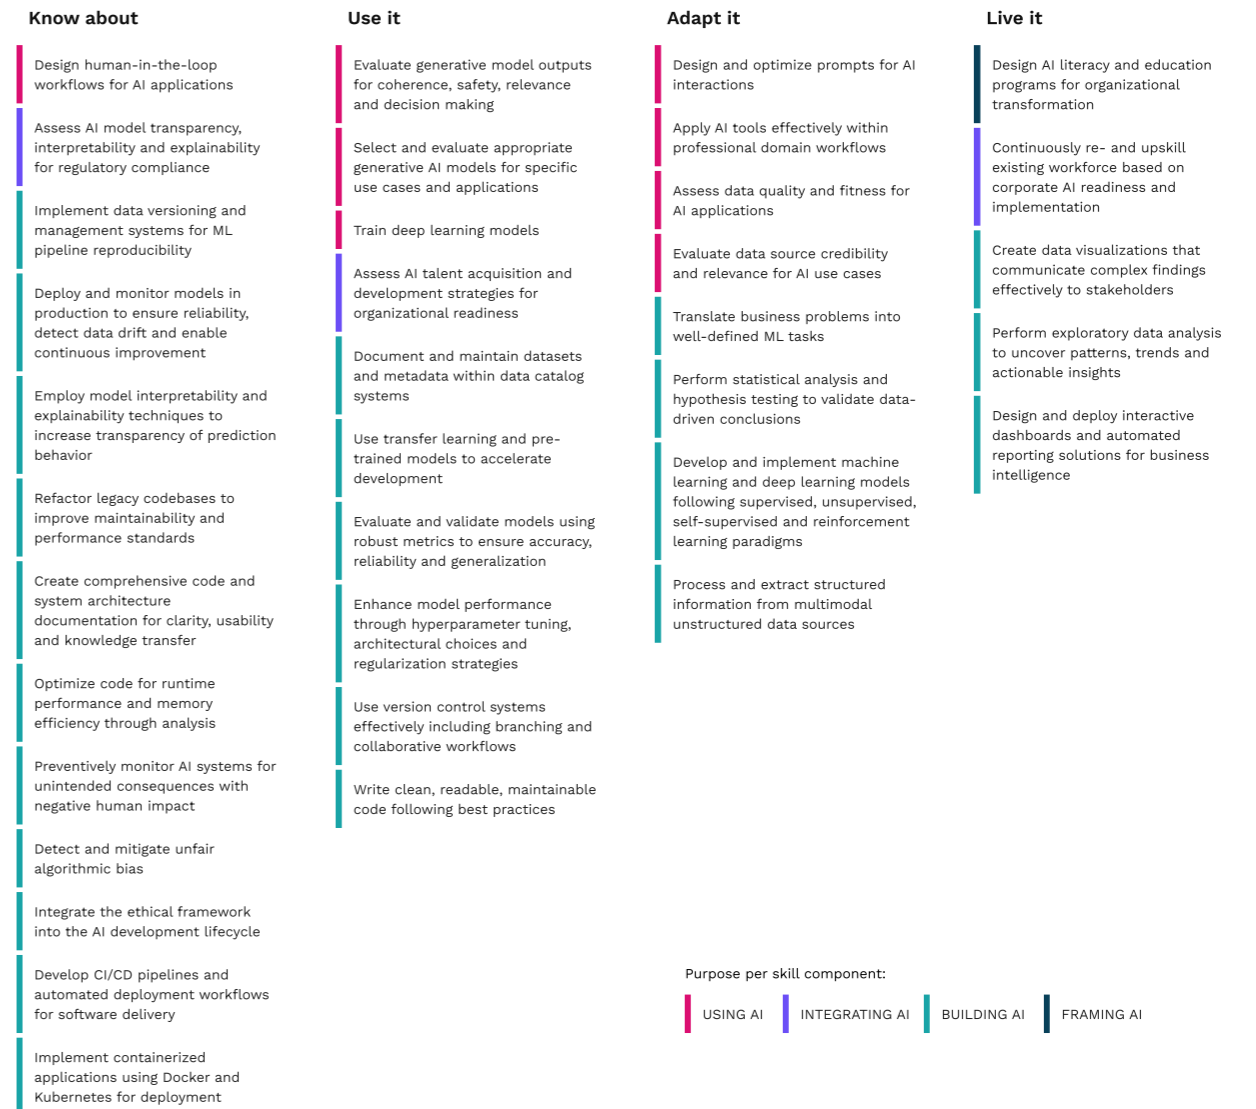 Know about
Design human-in-the-loop
workflows for AI applications
Assess AI model transparency,
interpretability and explainability
for regulatory compliance
Implement data versioning and
management systems for ML
pipeline reproducibility
Deploy and monitor models in
production to ensure reliability,
detect data drift and enable
continuous improvement
Employ model interpretability and
explainability techniques to
increase transparency of prediction
behavior
Refactor legacy codebases to
improve maintainability and
performance standards
Create comprehensive code and
system architecture
documentation for clarity, usability
and knowledge transfer
Optimize code for runtime
performance and memory
efficiency through analysis
Preventively monitor AI systems for
unintended consequences with
negative human impact
Detect and mitigate unfair
algorithmic bias
Integrate the ethical framework
into the AI development lifecycle
Develop CI/CD pipelines and
automated deployment workflows
for software delivery
Implement containerized
applications using Docker and
Kubernetes for deployment
Use it
Evaluate generative model outputs
for coherence, safety, relevance
and decision making
Select and evaluate appropriate
generative AI models for specific
use cases and applications
Train deep learning models
Assess AI talent acquisition and
development strategies for
organizational readiness
Document and maintain datasets
and metadata within data catalog
systems
Use transfer learning and pre-
trained models to accelerate
development
Evaluate and validate models using
robust metrics to ensure accuracy,
reliability and generalization
Enhance model performance
through hyperparameter tuning,
architectural choices and
regularization strategies
Use version control systems
effectively including branching and
collaborative workflows
Write clean, readable, maintainable
code following best practices
Adapt it
Design and optimize prompts for AI
interactions
Apply AI tools effectively within
professional domain workflows
Assess data quality and fitness for
AI applications
Evaluate data source credibility
and relevance for AI use cases
Translate business problems into
well-defined ML tasks
Perform statistical analysis and
hypothesis testing to validate data-
driven conclusions
Develop and implement machine
learning and deep learning models
following supervised, unsupervised,
self-supervised and reinforcement
learning paradigms
Process and extract structured
information from multimodal
unstructured data sources
Live it
Design AI literacy and education
programs for organizational
transformation
Continuously re- and upskill
existing workforce based on
corporate AI readiness and
implementation
Create data visualizations that
communicate complex findings
effectively to stakeholders
Perform exploratory data analysis
to uncover patterns, trends and
actionable insights
Design and deploy interactive
dashboards and automated
reporting solutions for business
intelligence
Purpose per skill component:
USING AI
INTEGRATING AI
BUILDING AI
FRAMING AI